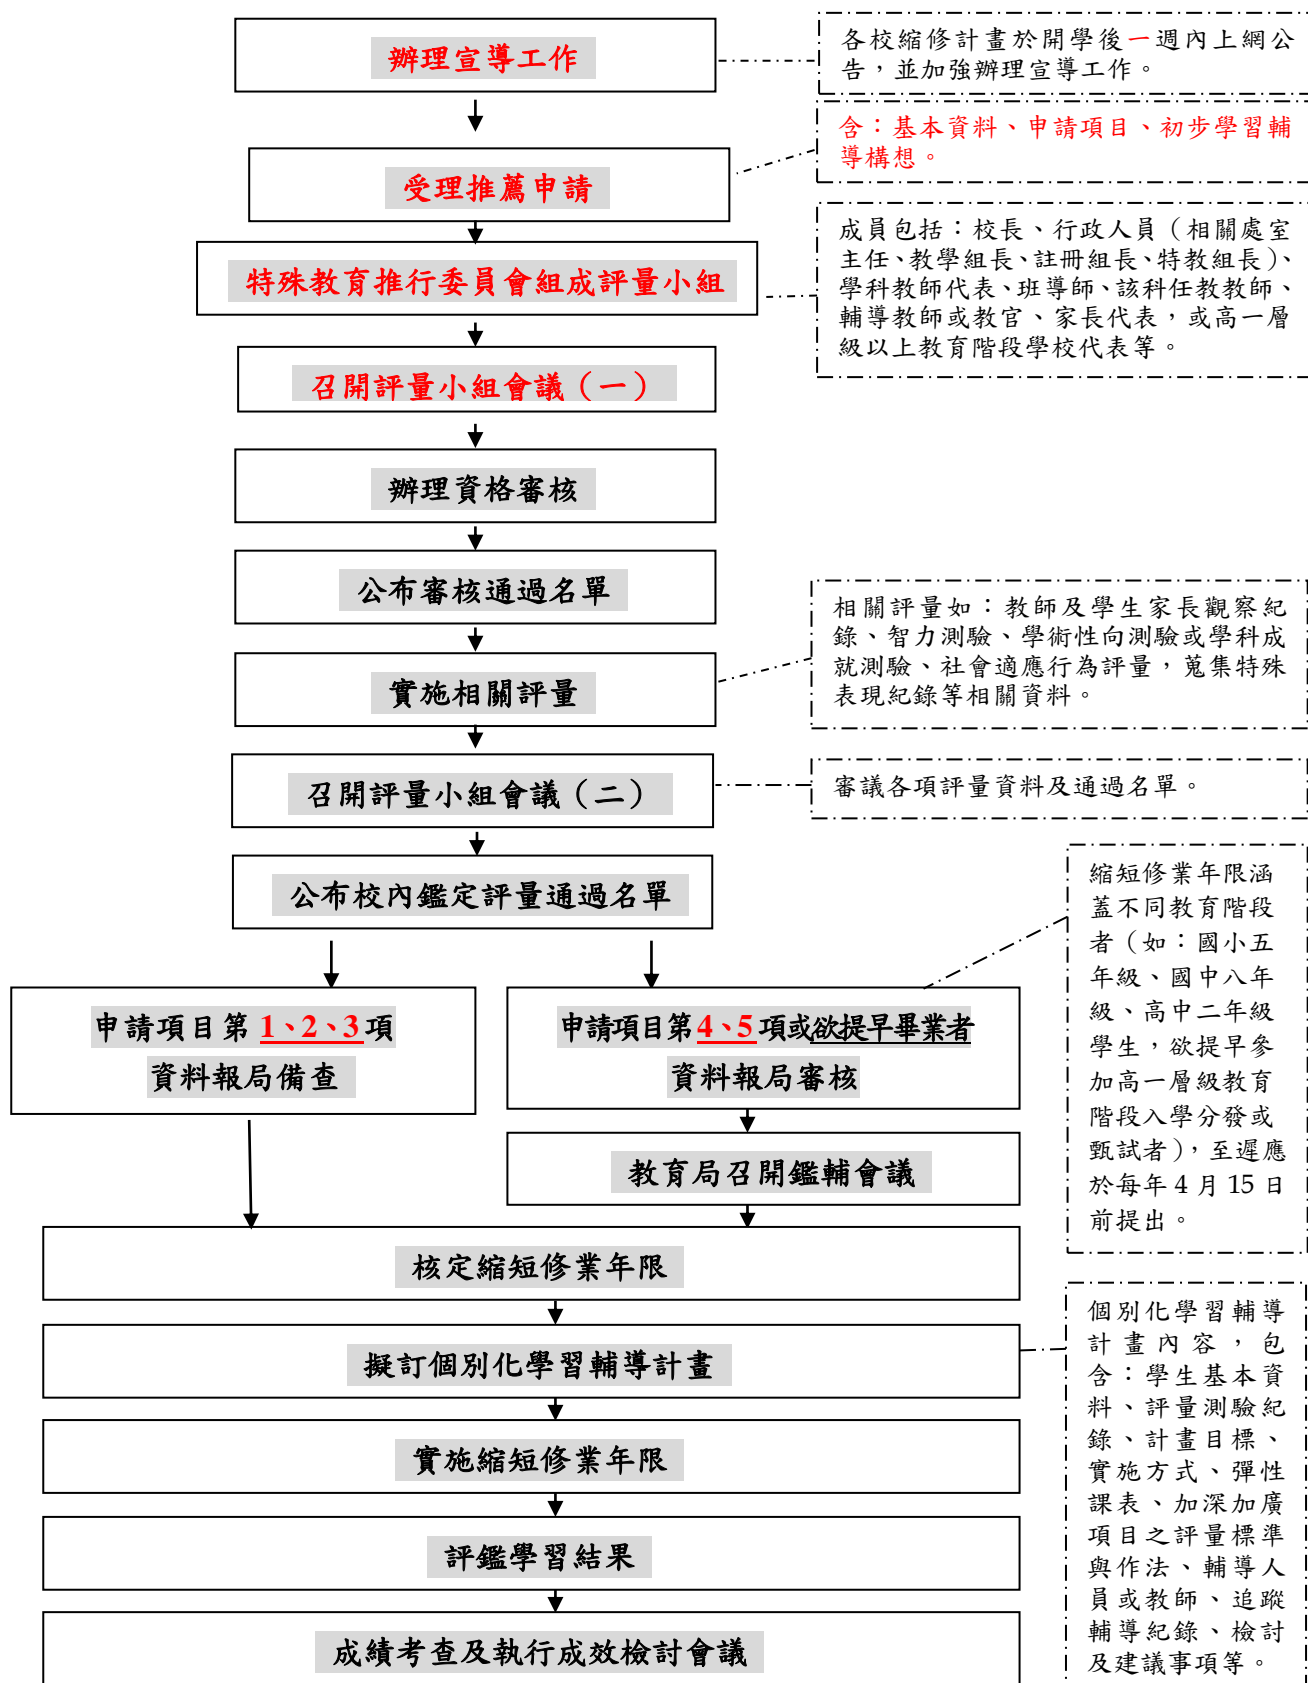 辦理宣導工作
各校縮修計畫於開學後一週內上網公
告，並加強辦理宣導工作。
含：基本資料、申請項目、初步學習輔
導構想。
受理推薦申請
特殊教育推行委員會組成評量小組
成員包括：校長、行政人員（相關處室
主任、教學組長、註冊組長、特教組長）、
學科教師代表、班導師、該科任教教師、
輔導教師或教官、家長代表，或高一層
級以上教育階段學校代表等。
召開評量小組會議（一）
辦理資格審核
公布審核通過名單
實施相關評量
相關評量如：教師及學生家長觀察紀
錄、智力測驗、學術性向測驗或學科成
就測驗、社會適應行為評量，蒐集特殊
表現紀錄等相關資料。
召開評量小組會議（二）
審議各項評量資料及通過名單。
公布校內鑑定評量通過名單
縮短修業年限涵
蓋不同教育階段
者（如：國小五
年級、國中八年
級、高中二年級
學生，欲提早參
加高一層級教育
階段入學分發或
甄試者），至遲應
於每年 4 月 15 日
前提出。
申請項目第 1、2、3 項
資料報局備查
申請項目第 4、5 項或欲提早畢業者
資料報局審核
教育局召開鑑輔會議
核定縮短修業年限
擬訂個別化學習輔導計畫
個別化學習輔導
計畫內容，包
含：學生基本資
料、評量測驗紀
錄、計畫目標、
實施方式、彈性
課表、加深加廣
項目之評量標準
與作法、輔導人
員或教師、追蹤
輔導紀錄、檢討
及建議事項等。
實施縮短修業年限
評鑑學習結果
成績考查及執行成效檢討會議